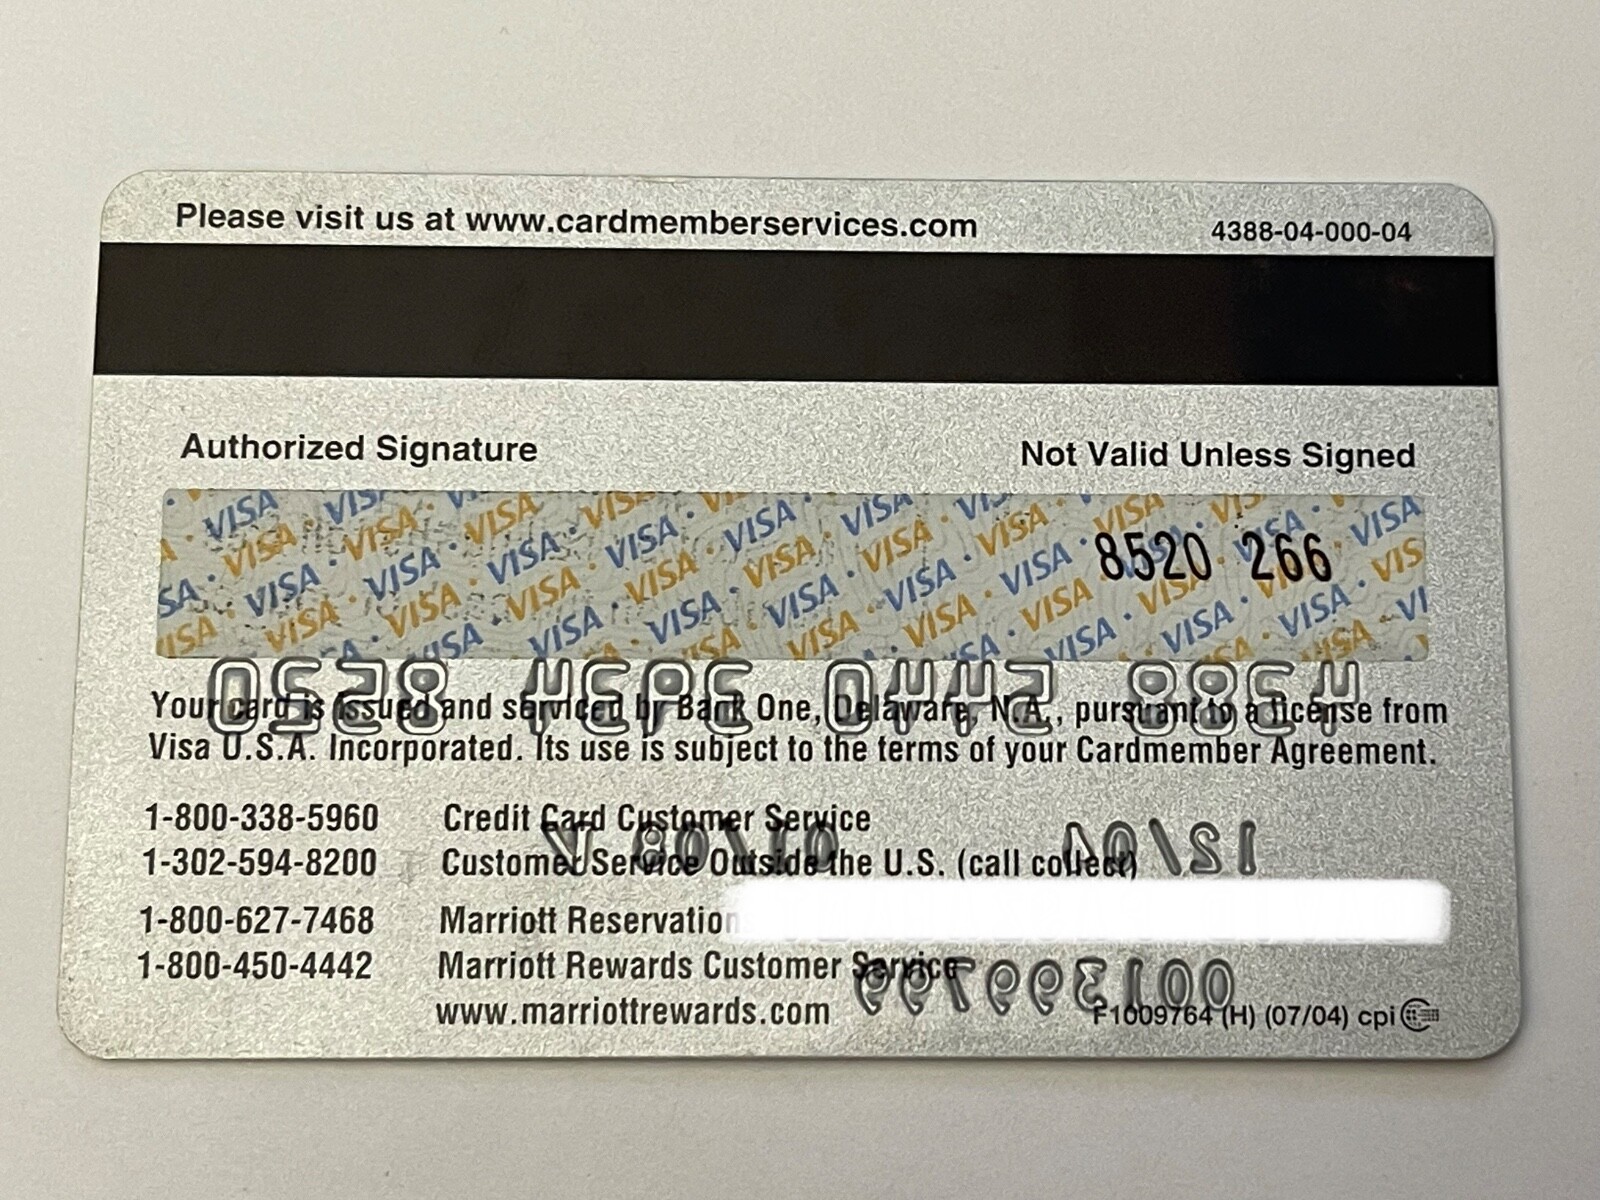 Please visit us at www.cardmemberservices.com
4388-04-000-04
Authorized Signature
Not Valid Unless Signed
VISA
8520 266
Your card is issued and serviced by Bank One, Delaware, N.A., pursuant to a license from
Visa U.S.A. Incorporated. Its use is subject to the terms of your Cardmember Agreement.
1-800-338-5960 Credit Card Customer Service
1-302-594-8200 Customer Service Outside the U.S. (call collect)
1-800-627-7468 Marriott Reservation
1-800-450-4442 Marriott Rewards Customer Service
www.marriottrewards.com
F1009764 (H) (07/04) cpi